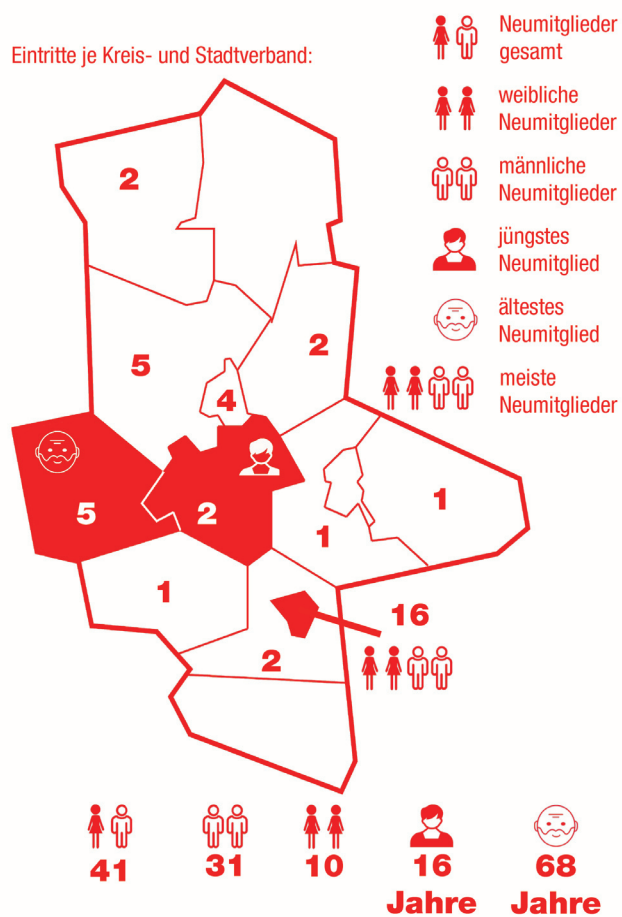 Eintritte je Kreis- und Stadtverband:
Neumitglieder
gesamt
weibliche
Neumitglieder
männliche
Neumitglieder
jüngstes
Neumitglied
ältestes
Neumitglied
meiste
Neumitglieder
2
2
5
4
5
2
1
1
1
16
2
41
31
10
16
Jahre
68
Jahre